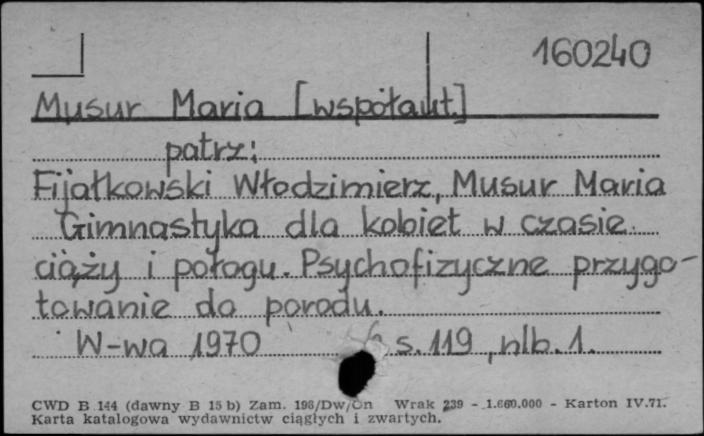 160240
Musur Maria [współaut.]
patrz:
Fijałkowski Włodzimierz, Musur Maria
Gimnastyka dla kobiet w czasie
ciąży i połogu. Psychofizyczne przygo-
towanie do porodu.
W-wa 1970 s. 119, nlb. 1.
CWD B 144 (dawny B 15 b) Zam. 196/Dw/Śn Wrak 239 - 1.660.000 - Karton IV.71.
Karta katalogowa wydawnictw ciągłych i zwartych.